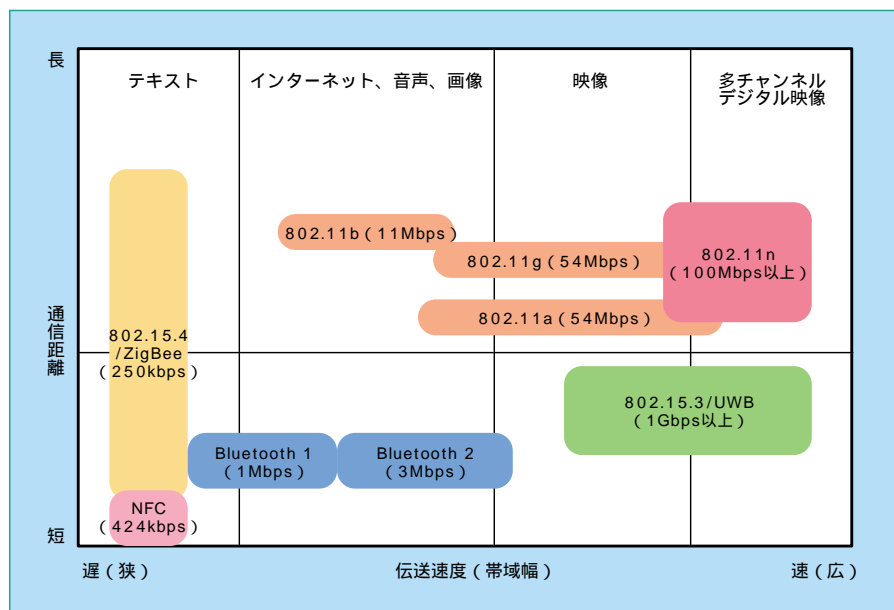 長
テキスト
インターネット、音声、画像
映像
多チャンネル
デジタル映像
802.11b（11Mbps）
802.11g（54Mbps）
802.11n
（100Mbps以上）
802.11a（54Mbps）
通信距離
802.15.4
/ZigBee
（250kbps）
802.15.3/UWB
（1Gbps以上）
Bluetooth 1
（1Mbps）
Bluetooth 2
（3Mbps）
NFC
（424kbps）
短
遅（狭）
伝送速度（帯域幅）
速（広）